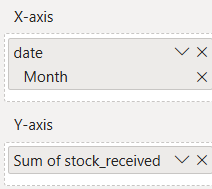 X-axis
date
Month
Y-axis
Sum of stock_received